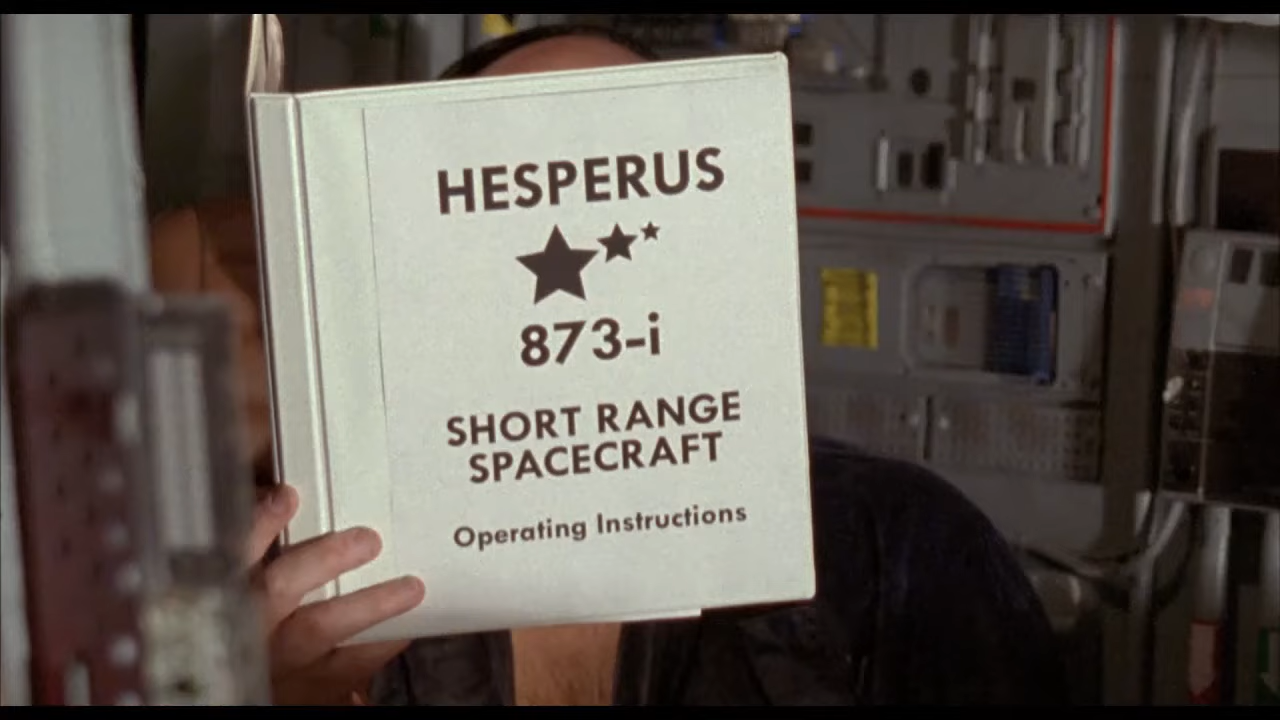 HESPERUS
873-i
SHORT RANGE
SPACECRAFT
Operating Instructions